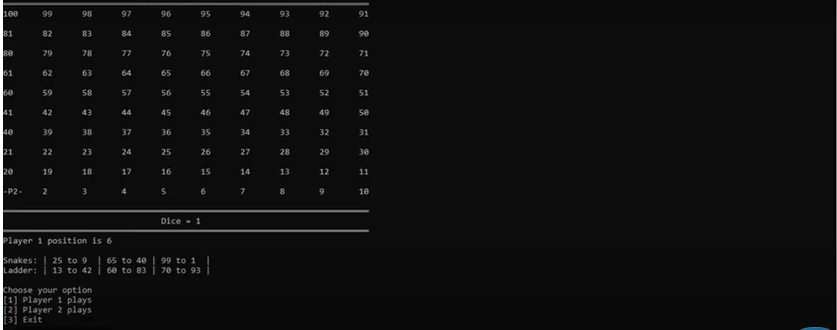 100 99 98 97 96 95 94 93 92 91
81 82 83 84 85 86 87 88 89 90
80 79 78 77 76 75 74 73 72 71
61 62 63 64 65 66 67 68 69 70
60 59 58 57 56 55 54 53 52 51
41 42 43 44 45 46 47 48 49 50
40 39 38 37 36 35 34 33 32 31
21 22 23 24 25 26 27 28 29 30
20 19 18 17 16 15 14 13 12 11
-P2- 2 3 4 5 6 7 8 9 10
Dice = 1
Player 1 position is 6
Snakes: | 25 to 9 | 65 to 40 | 99 to 1 |
Ladder: | 13 to 42 | 60 to 83 | 70 to 93 |
Choose your option
[1] Player 1 plays
[2] Player 2 plays
[3] Exit